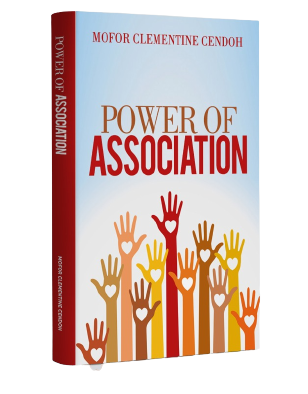 MOFOR CLEMENTINE CENDOH
POWER OF
ASSOCIATION
POWER OF ASSOCIATION
MOFOR CLEMENTINE CENDOH